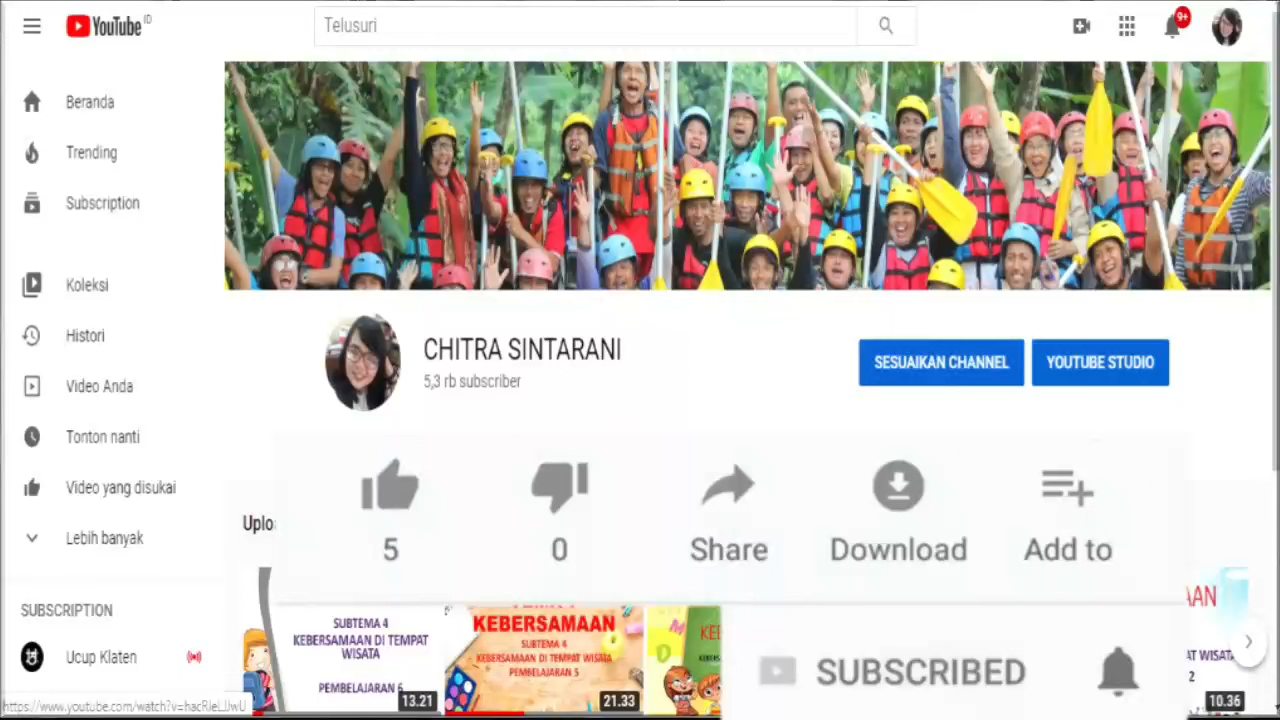 YouTube ID
Telusuri
9+
Beranda
Trending
Subscription
Koleksi
Histori
Video Anda
Tonton nanti
Video yang disukai
Lebih banyak
SUBSCRIPTION
Ucup Klaten
CHITRA SINTARANI
5,3 rb subscriber
SESUAIKAN CHANNEL
YOUTUBE STUDIO
5
0
Share
Download
Add to
SUBTEMA 4
KEBERSAMAAN DI TEMPAT
WISATA
PEMBELAJARAN 6
13.21
KEBERSAMAAN
SUBTEMA 4
KEBERSAMAAN DI TEMPAT WISATA
PEMBELAJARAN 5
21.33
SUBSCRIBED
2
10.36